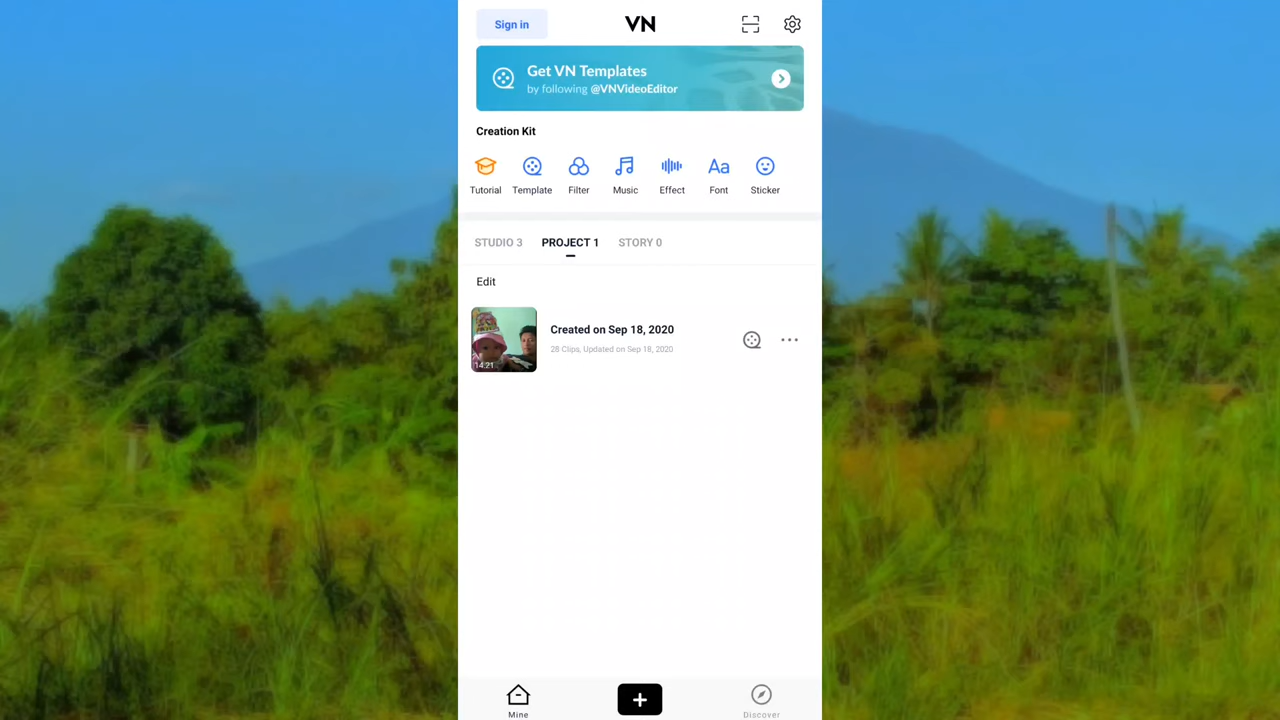 Sign in
VN
Get VN Templates
by following @VNVideoEditor
Creation Kit
Tutorial Template Filter Music Effect Font Sticker
STUDIO 3 PROJECT 1 STORY 0
Edit
Created on Sep 18, 2020
28 Clips, Updated on Sep 18, 2020
14:21
Mine
Discover